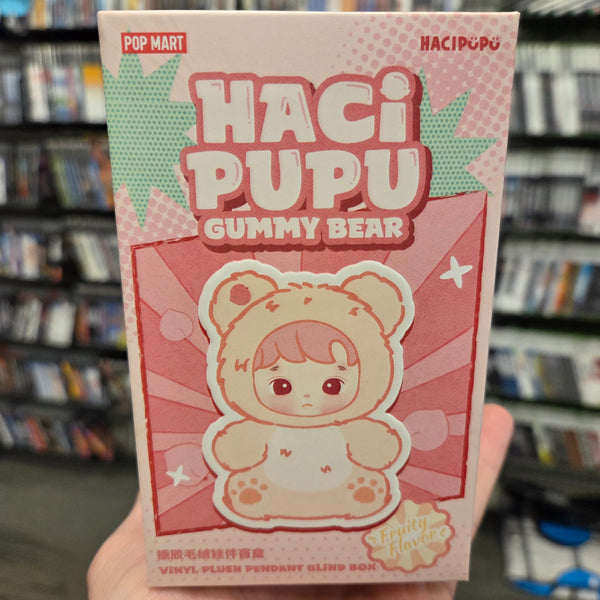 POP MART
HACIPUPU
HACI
PUPU
GUMMY BEAR
Fruity
Flavor
搪胶毛绒挂件盲盒
VINYL PLUSH PENDANT BLIND BOX